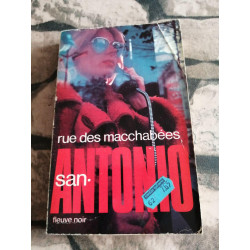 rue des macchabées
san-
ANTONIO
fleuve noir